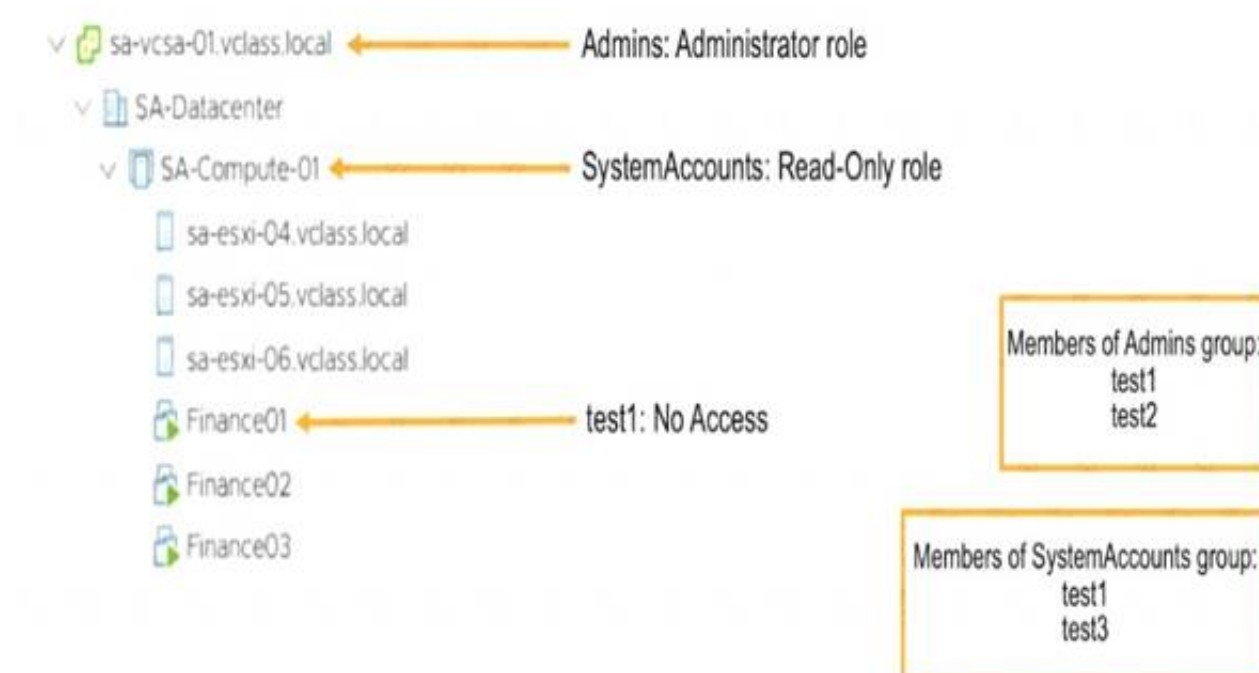 sa-vcsa-01.vclass.local
Admins: Administrator role
SA-Datacenter
SA-Compute-01
SystemAccounts: Read-Only role
sa-esxi-04.vclass.local
sa-esxi-05.vclass.local
sa-esxi-06.vclass.local
Finance01
test1: No Access
Finance02
Finance03
Members of Admins group:
test1
test2
Members of SystemAccounts group:
test1
test3